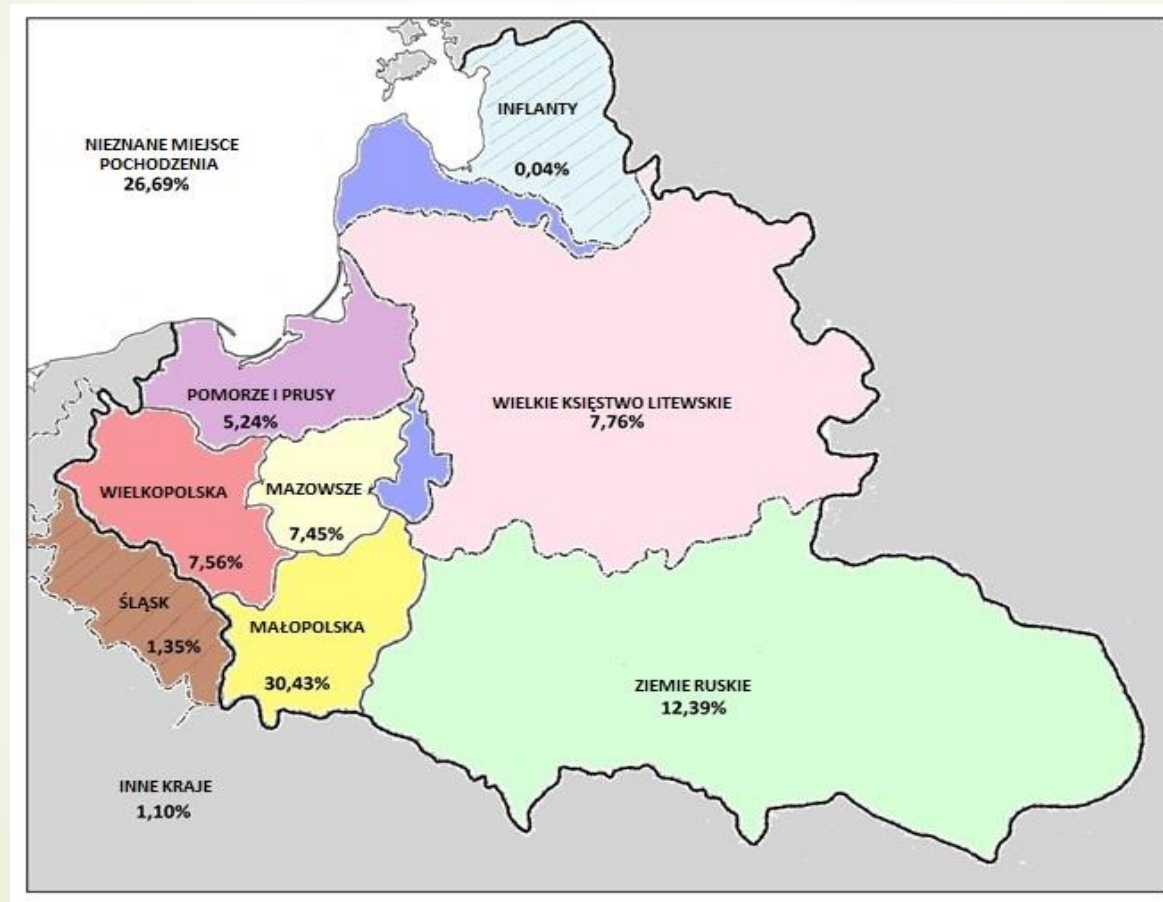 INFLANTY
0,04%
NIEZNANE MIEJSCE
POCHODZENIA
26,69%
POMORZE I PRUSY
5,24%
WIELKIE KSIĘSTWO LITEWSKIE
7,76%
WIELKOPOLSKA
7,56%
MAZOWSZE
7,45%
ŚLĄSK
1,35%
MAŁOPOLSKA
30,43%
ZIEMIE RUSKIE
12,39%
INNE KRAJE
1,10%